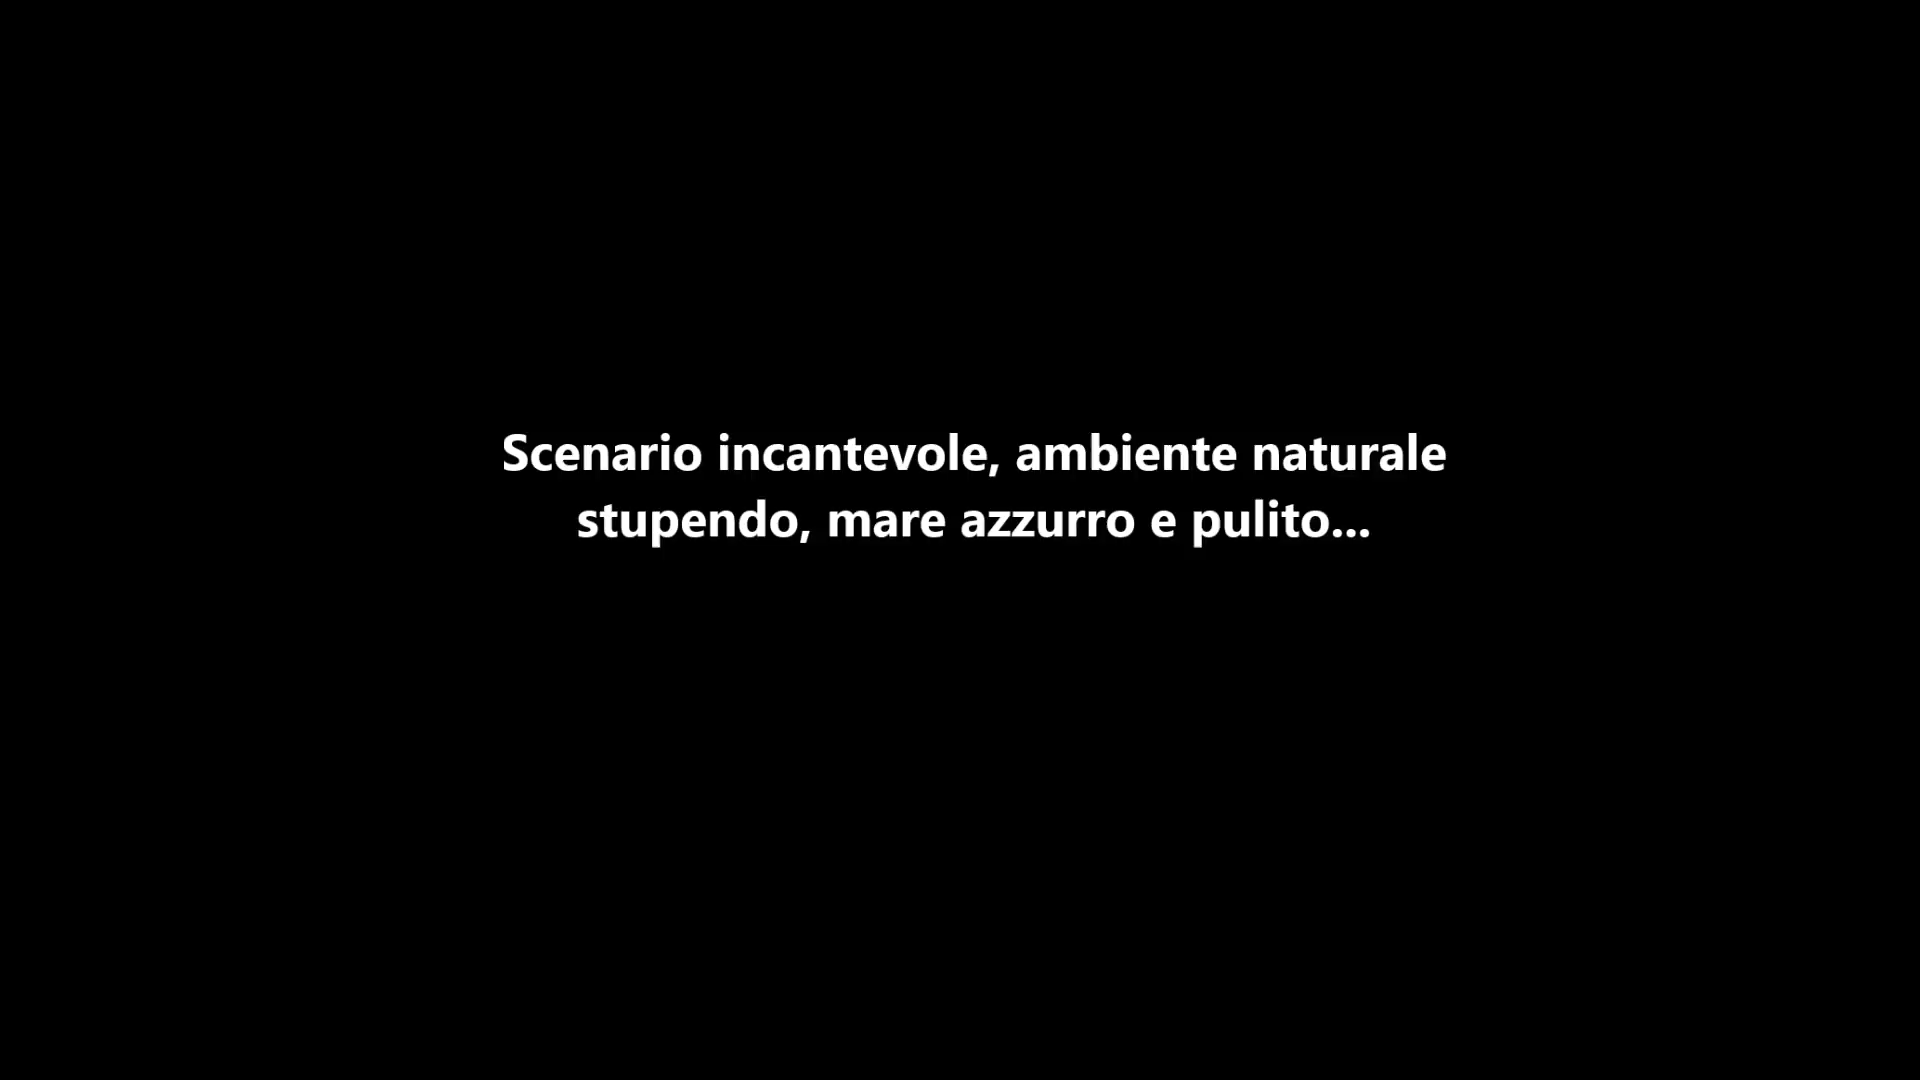 Scenario incantevole, ambiente naturale
stupendo, mare azzurro e pulito...